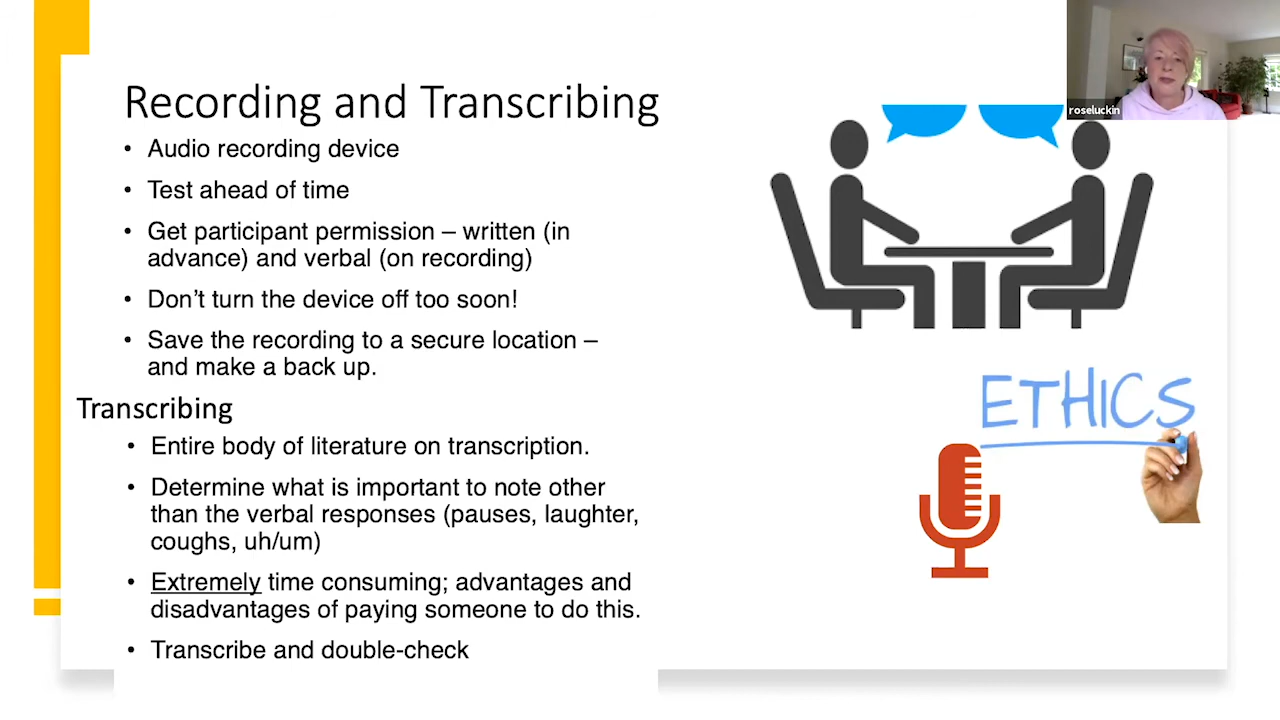 Recording and Transcribing
• Audio recording device
• Test ahead of time
• Get participant permission – written (in
advance) and verbal (on recording)
• Don’t turn the device off too soon!
• Save the recording to a secure location –
and make a back up.
Transcribing
• Entire body of literature on transcription.
• Determine what is important to note other
than the verbal responses (pauses, laughter,
coughs, uh/um)
• Extremely time consuming; advantages and
disadvantages of paying someone to do this.
• Transcribe and double-check
roseluckin
ETHICS